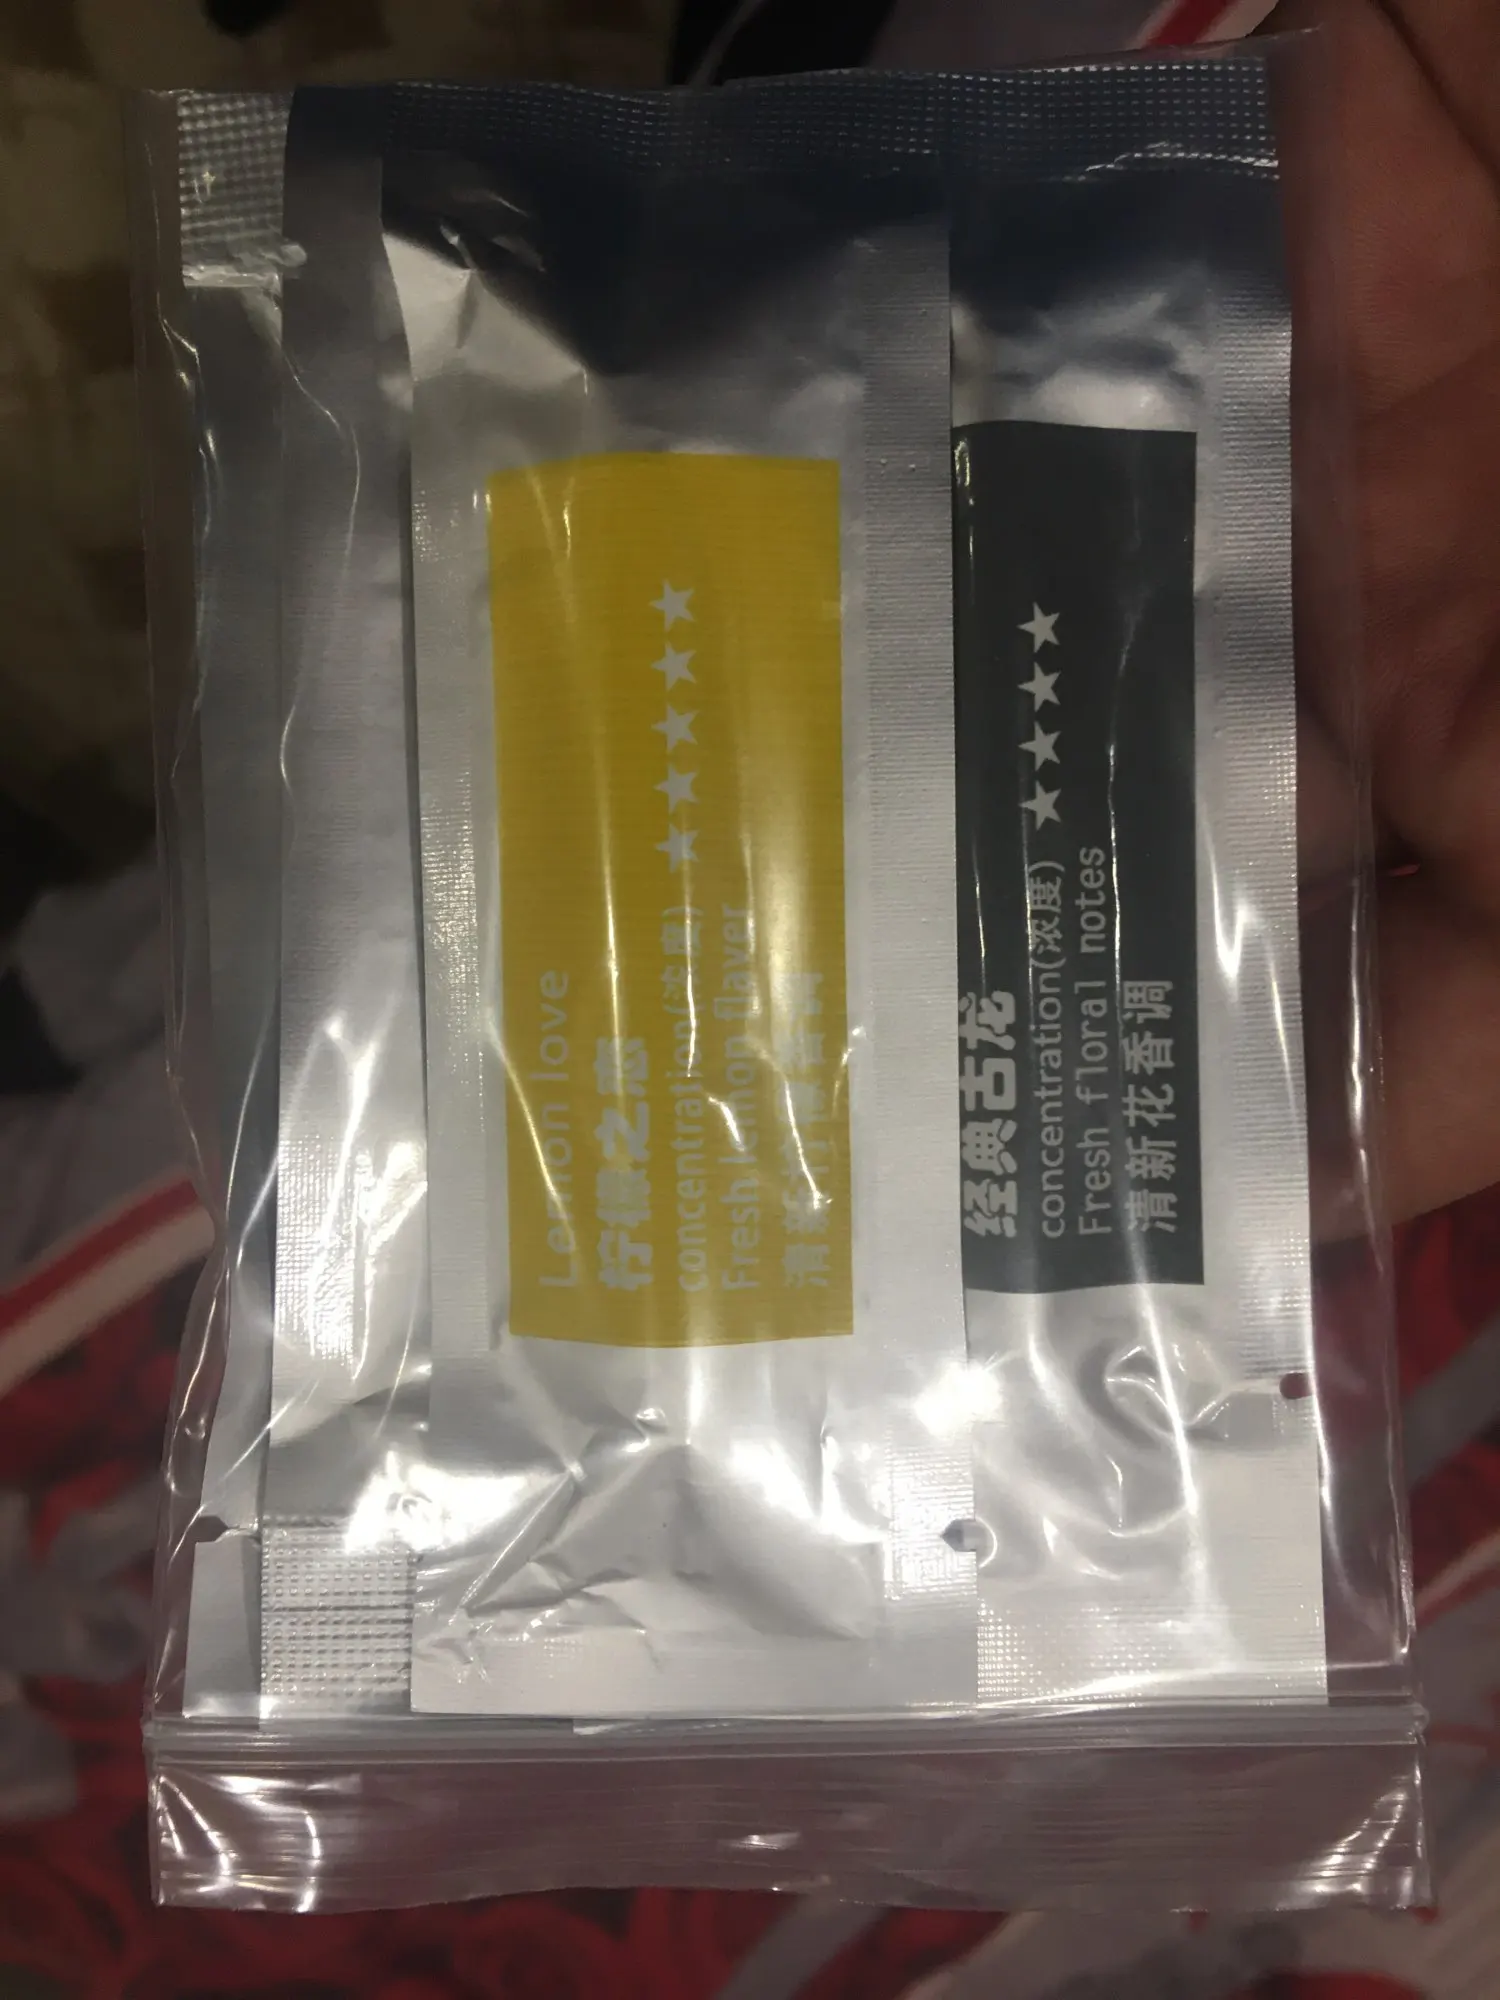 Lemon love
柠檬之恋
concentration(浓度) ★★★★★
Fresh lemon flaver
清新柠檬香调
经典古龙
concentration(浓度) ★★★★
Fresh floral notes
清新花香调